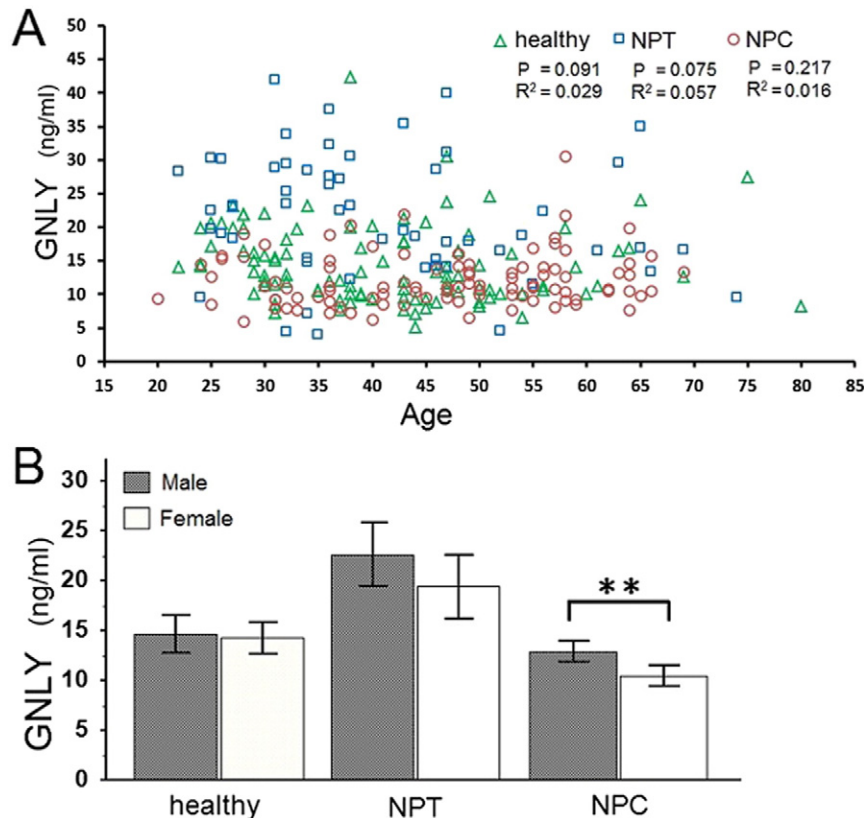 A
50
45
40
35
30
25
20
15
10
5
0
GNLY (ng/ml)
healthy NPT NPC
P = 0.091 P = 0.075 P = 0.217
R² = 0.029 R² = 0.057 R² = 0.016
15 20 25 30 35 40 45 50 55 60 65 70 75 80 85
Age
B
30
25
20
15
10
5
0
GNLY (ng/ml)
Male
Female
**
healthy NPT NPC